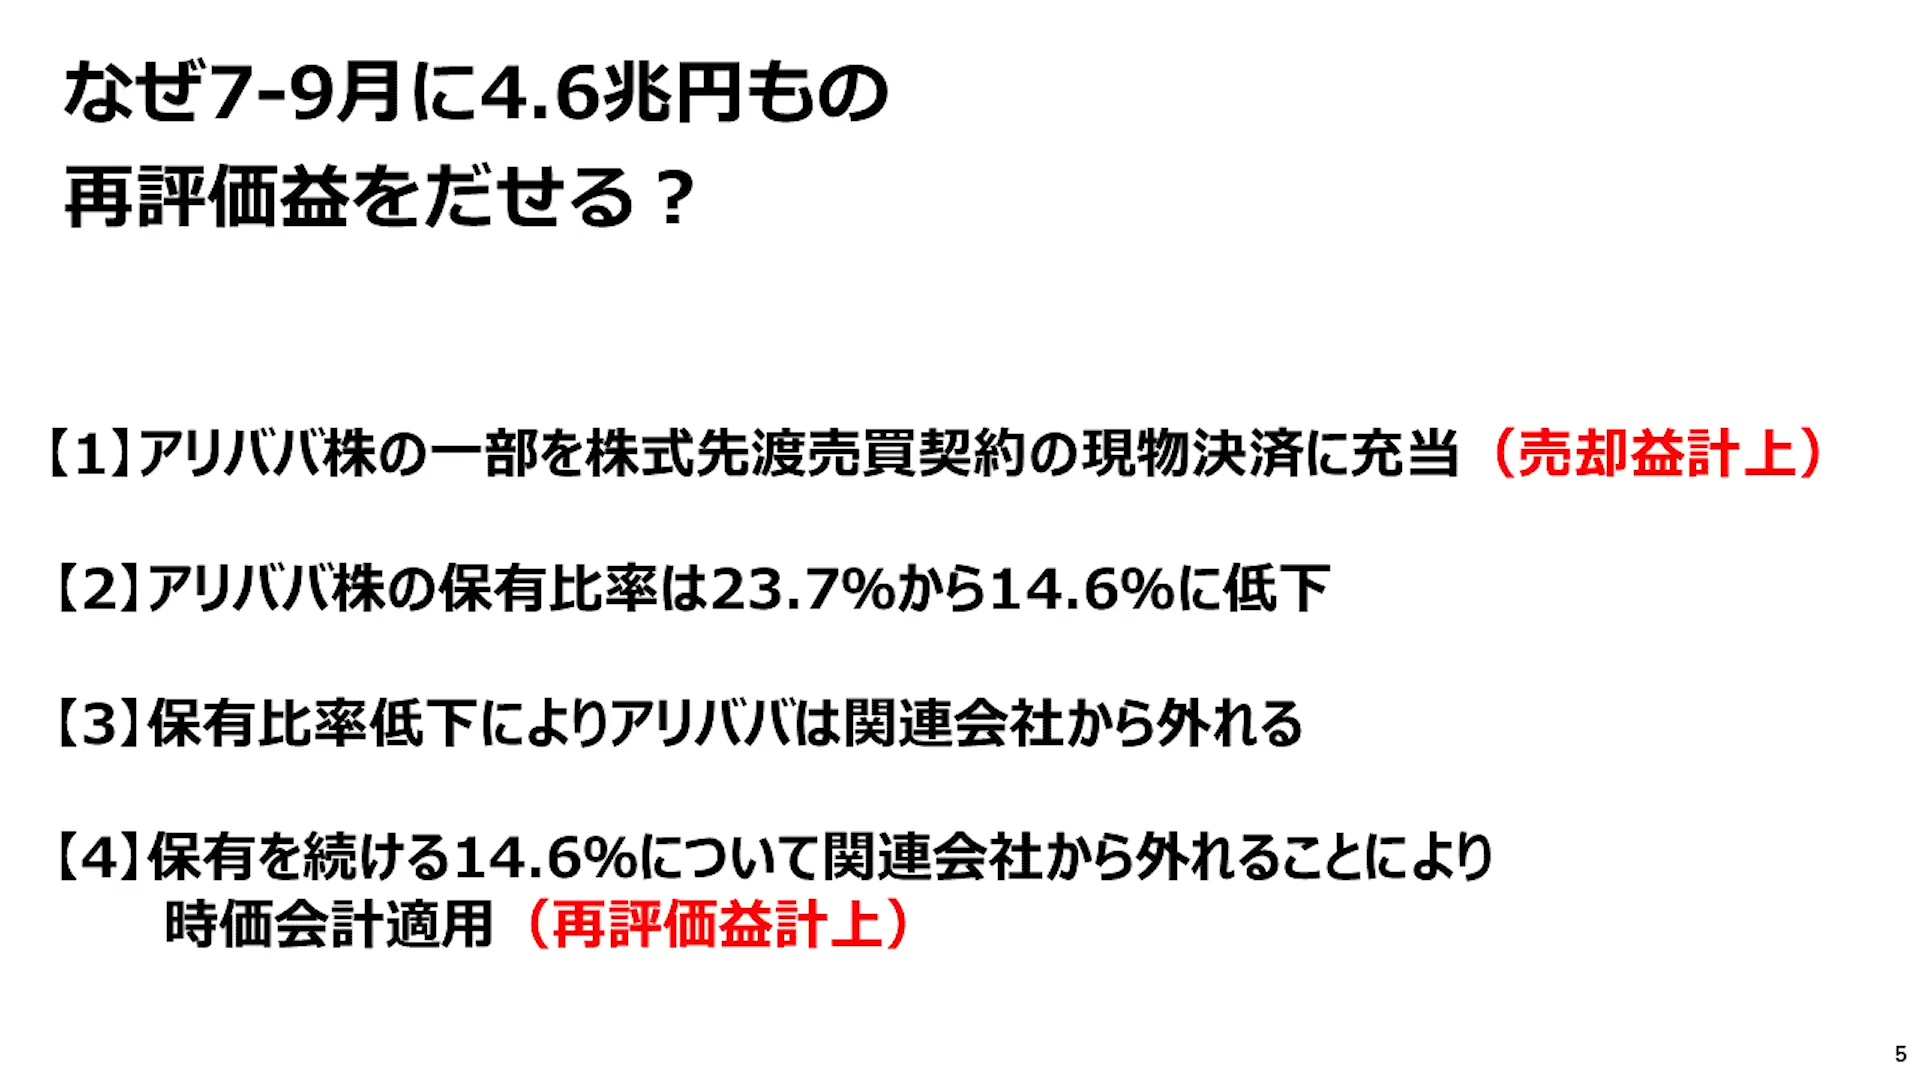 なぜ7-9月に4.6兆円もの
再評価益をだせる？
【1】アリババ株の一部を株式先渡売買契約の現物決済に充当（売却益計上）
【2】アリババ株の保有比率は23.7%から14.6%に低下
【3】保有比率低下によりアリババは関連会社から外れる
【4】保有を続ける14.6%について関連会社から外れることにより
時価会計適用（再評価益計上）
5